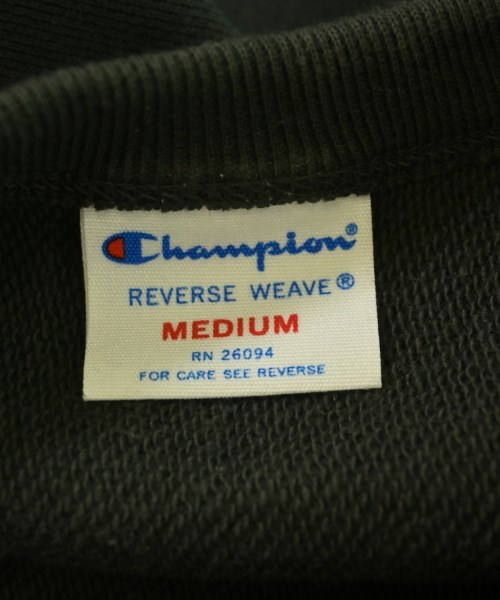 Champion®
REVERSE WEAVE®
MEDIUM
RN 26094
FOR CARE SEE REVERSE